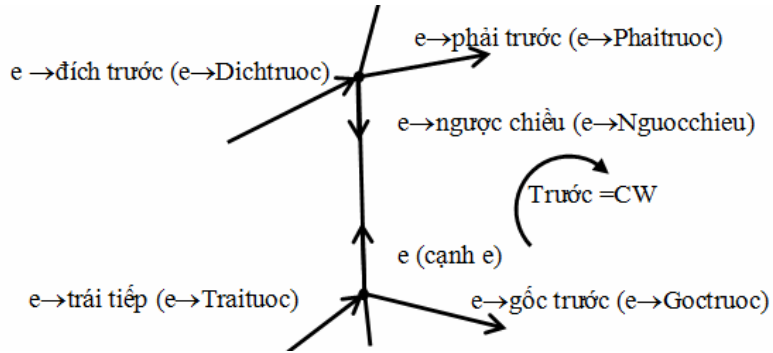 e→phải trước (e→Phaitruoc)
e →đích trước (e→Dichtruoc)
e→ngược chiều (e→Nguocchieu)
Trước =CW
e (cạnh e)
e→trái tiếp (e→Traituoc)
e→gốc trước (e→Goctruoc)